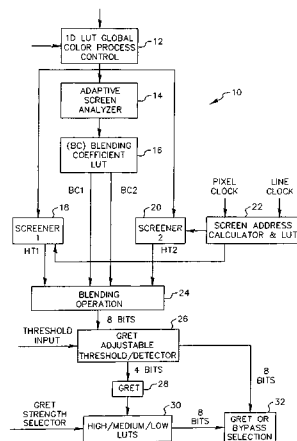 1D LUT GLOBAL
COLOR PROCESS
CONTROL
12
ADAPTIVE
SCREEN
ANALYZER
14
10
(BC) BLENDING
COEFFICIENT
LUT
16
BC1
BC2
PIXEL
CLOCK
LINE
CLOCK
18
SCREENER
1
20
SCREENER
2
22
SCREEN ADDRESS
CALCULATOR & LUT
HT1
HT2
BLENDING
OPERATION
24
8 BITS
26
THRESHOLD
INPUT
GRET
ADJUSTABLE
THRESHOLD/DETECTOR
4 BITS
8
BITS
GRET
28
GRET STRENGTH
SELECTOR
30
HIGH/MEDIUM/LOW
LUTS
8
BITS
32
GRET OR
BYPASS
SELECTION